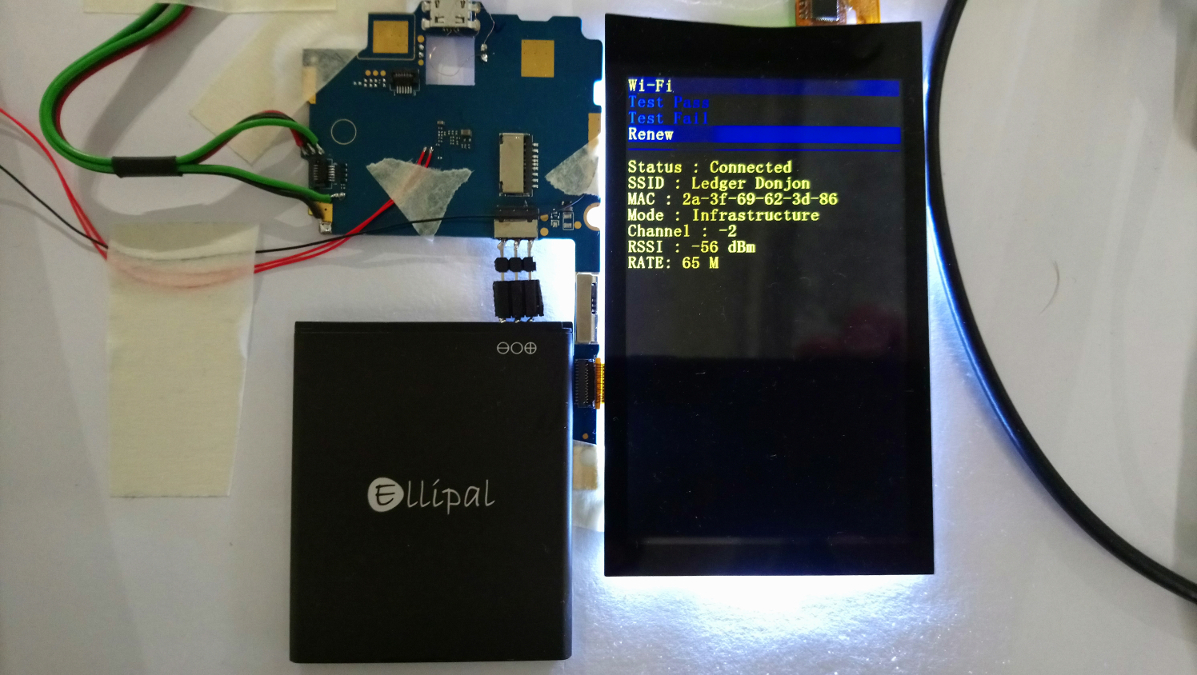 Wi-Fi
Test Pass
Test Fail
Renew
Status : Connected
SSID : Ledger Donjon
MAC : 2a-3f-69-62-3d-86
Mode : Infrastructure
Channel : -2
RSSI : -56 dBm
RATE: 65 M
⊖○⊕
Ellipal